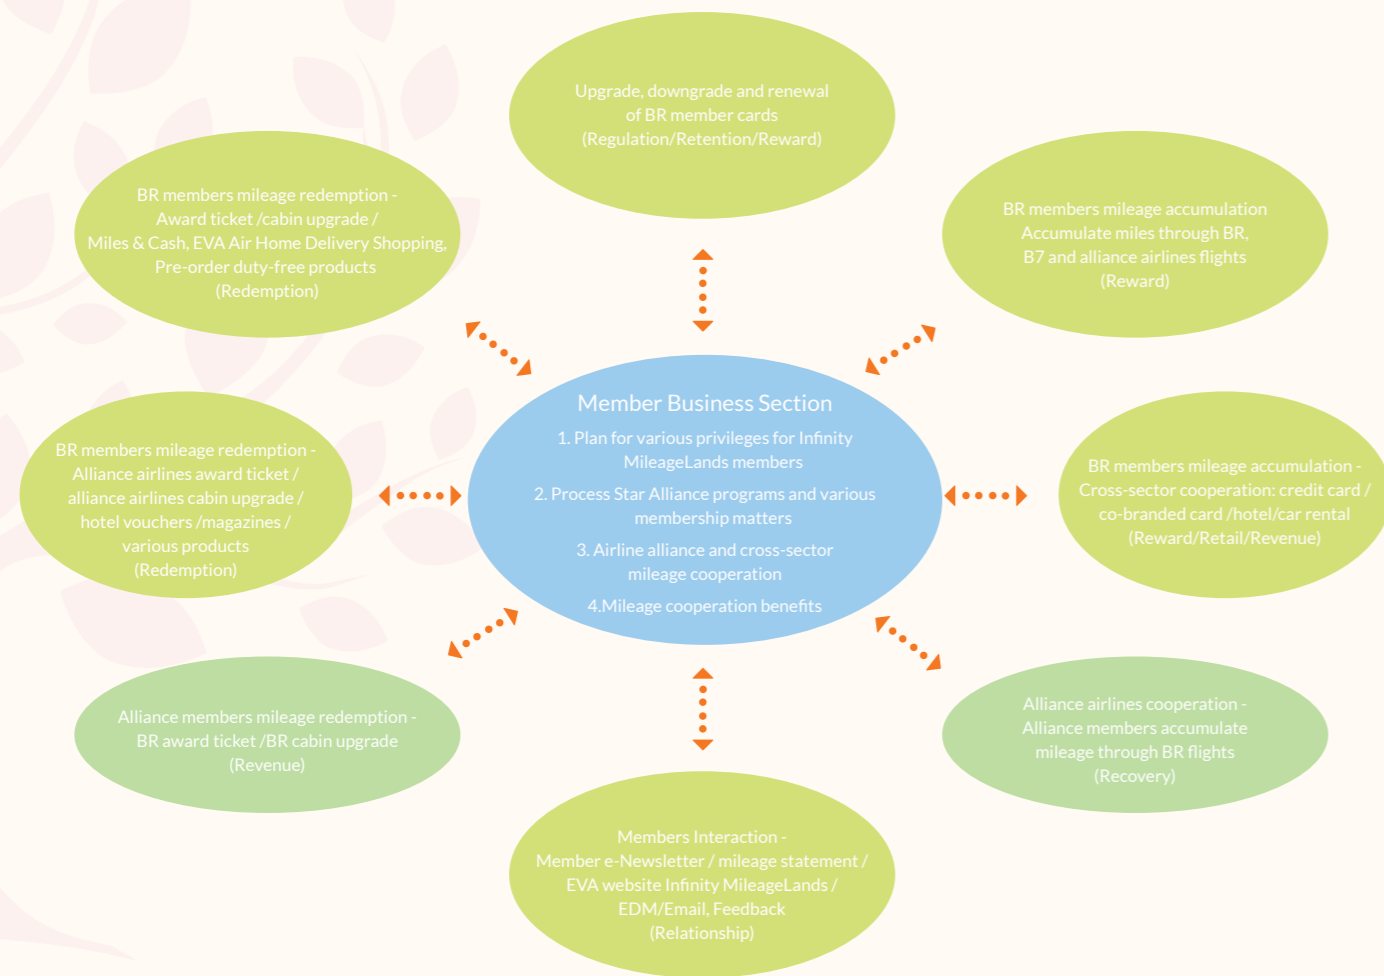 Upgrade, downgrade and renewal
of BR member cards
(Regulation/Retention/Reward)
BR members mileage redemption -
Award ticket /cabin upgrade /
Miles & Cash, EVA Air Home Delivery Shopping,
Pre-order duty-free products
(Redemption)
BR members mileage accumulation
Accumulate miles through BR,
B7 and alliance airlines flights
(Reward)
Member Business Section
1. Plan for various privileges for Infinity
MileageLands members
2. Process Star Alliance programs and various
membership matters
3. Airline alliance and cross-sector
mileage cooperation
4.Mileage cooperation benefits
BR members mileage redemption -
Alliance airlines award ticket /
alliance airlines cabin upgrade /
hotel vouchers /magazines /
various products
(Redemption)
BR members mileage accumulation -
Cross-sector cooperation: credit card /
co-branded card /hotel/car rental
(Reward/Retail/Revenue)
Alliance members mileage redemption -
BR award ticket /BR cabin upgrade
(Revenue)
Alliance airlines cooperation -
Alliance members accumulate
mileage through BR flights
(Recovery)
Members Interaction -
Member e-Newsletter / mileage statement /
EVA website Infinity MileageLands /
EDM/Email, Feedback
(Relationship)